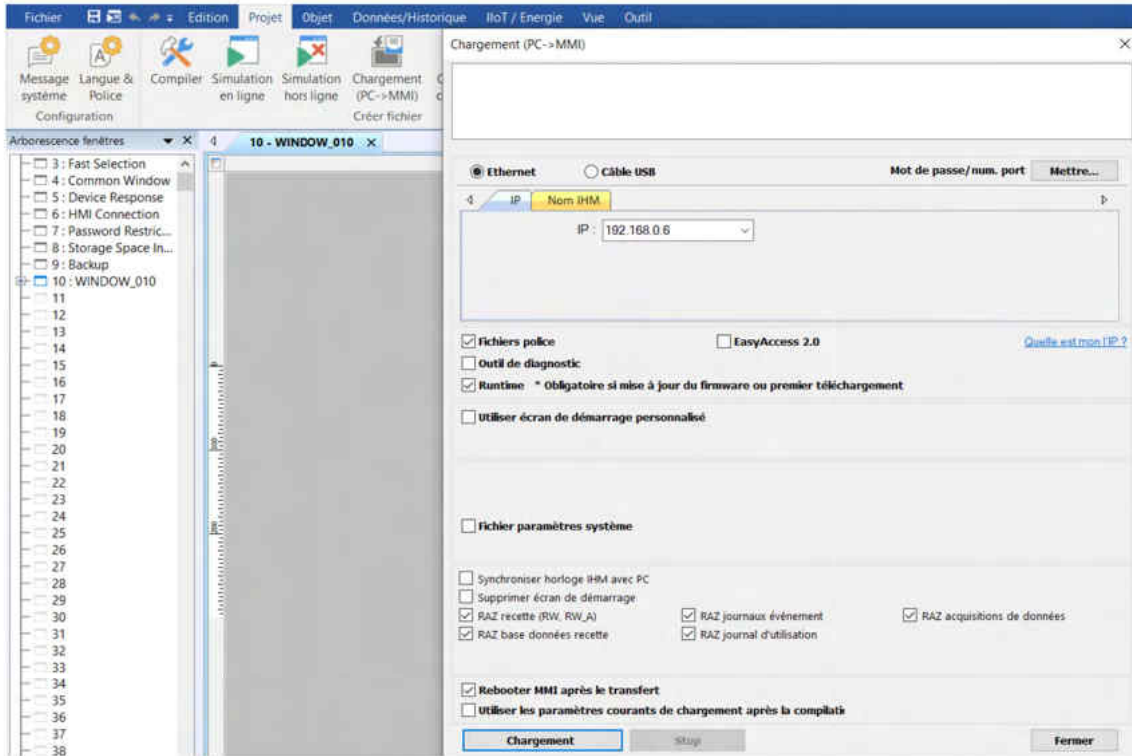 Fichier Edition Projet Objet Données/Historique IIoT / Energie Vue Outil
Message système
Langue & Police
Compiler
Simulation en ligne
Simulation hors ligne
Chargement (PC->MMI)
Configuration
Créer fichier
Arborescence fenêtres
10 - WINDOW_010
3 : Fast Selection
4 : Common Window
5 : Device Response
6 : HMI Connection
7 : Password Restric...
8 : Storage Space In...
9 : Backup
10 : WINDOW_010
11
12
13
14
15
16
17
18
19
20
21
22
23
24
25
26
27
28
29
30
31
32
33
34
35
36
37
38
0
100
200
Chargement (PC->MMI)
Ethernet Câble USB Mot de passe/num. port Mettre...
IP Nom IHM
IP : 192.168.0.6
Fichiers police EasyAccess 2.0 Quelle est mon l'IP ?
Outil de diagnostic
Runtime * Obligatoire si mise à jour du firmware ou premier téléchargement
Utiliser écran de démarrage personnalisé
Fichier paramètres système
Synchroniser horloge IHM avec PC
Supprimer écran de démarrage
RAZ recette (RW, RW_A) RAZ journaux événement RAZ acquisitions de données
RAZ base données recette RAZ journal d'utilisation
Rebooter MMI après le transfert
Utiliser les paramètres courants de chargement après la compilati
Chargement Stop Fermer